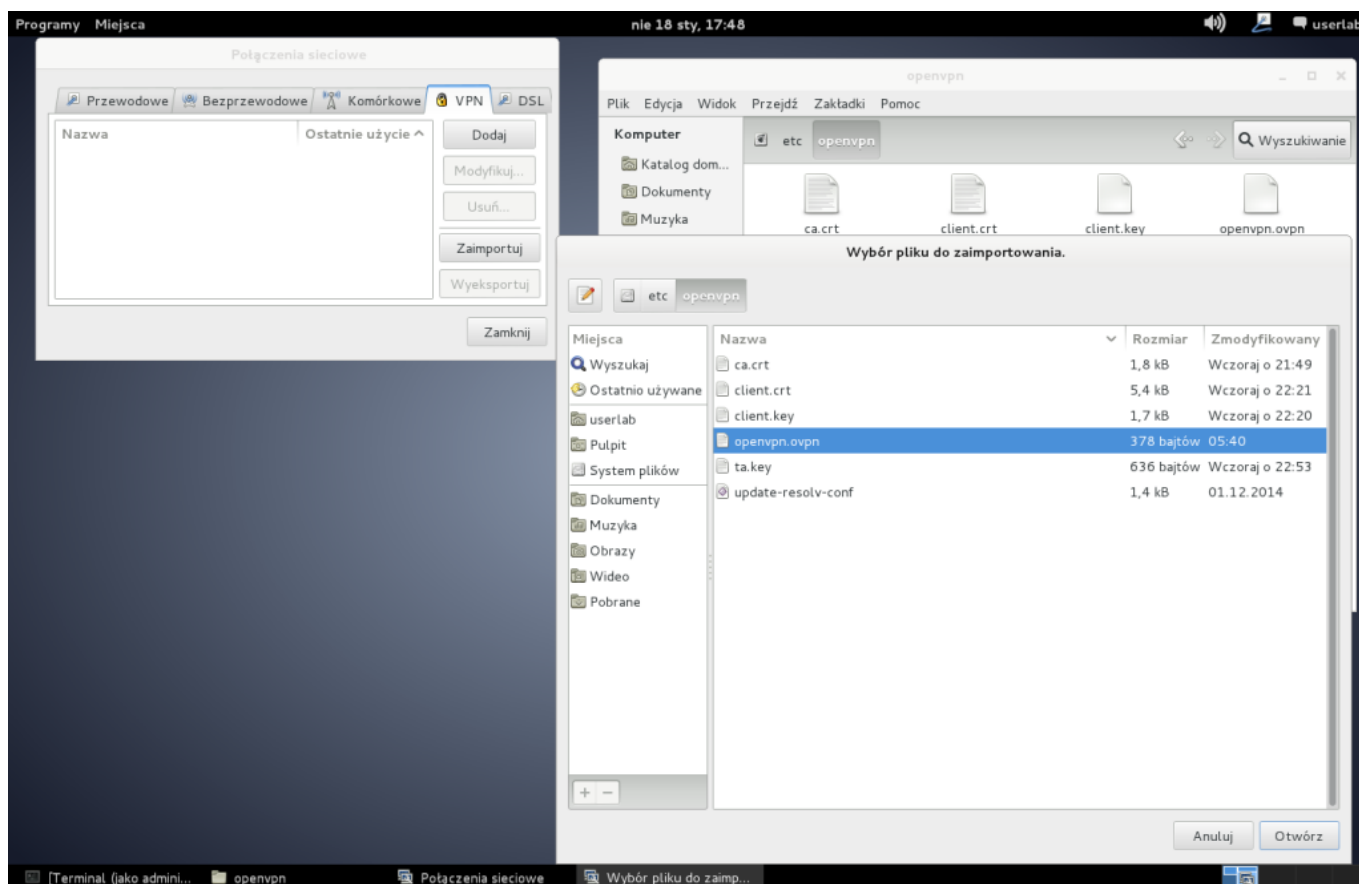 Programy Miejsca nie 18 sty, 17:48 userlab
Połączenia sieciowe
Przewodowe Bezprzewodowe Komórkowe VPN DSL
Nazwa Ostatnie użycie
Dodaj
Modyfikuj...
Usuń...
Zaimportuj
Wyeksportuj
Zamknij
openvpn
Plik Edycja Widok Przejdź Zakładki Pomoc
Komputer
Katalog dom...
Dokumenty
Muzyka
etc openvpn Wyszukiwanie
ca.crt client.crt client.key openvpn.ovpn
Wybór pliku do zaimportowania.
etc openvpn
Miejsca
Wyszukaj
Ostatnio używane
userlab
Pulpit
System plików
Dokumenty
Muzyka
Obrazy
Wideo
Pobrane
Nazwa Rozmiar Zmodyfikowany
ca.crt 1,8 kB Wczoraj o 21:49
client.crt 5,4 kB Wczoraj o 22:21
client.key 1,7 kB Wczoraj o 22:20
openvpn.ovpn 378 bajtów 05:40
ta.key 636 bajtów Wczoraj o 22:53
update-resolv-conf 1,4 kB 01.12.2014
Anuluj Otwórz
[Terminal (jako admini... openvpn Połączenia sieciowe Wybór pliku do zaimp...